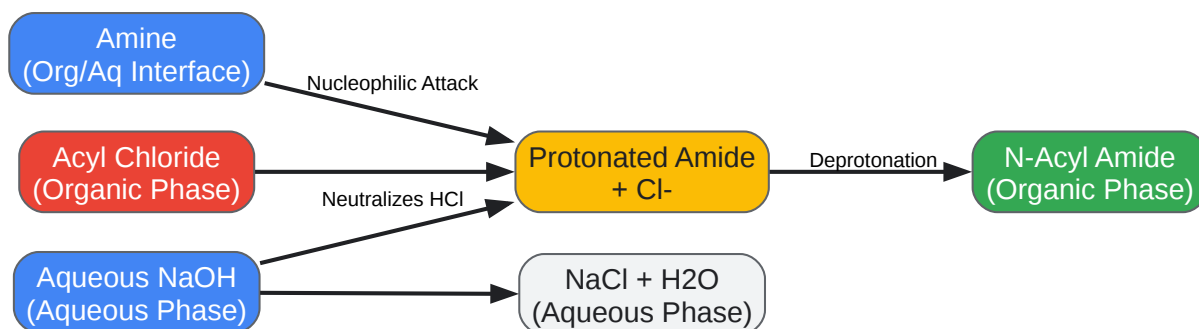 Amine
(Org/Aq Interface)
Nucleophilic Attack
Acyl Chloride
(Organic Phase)
Protonated Amide
+ Cl-
Deprotonation
N-Acyl Amide
(Organic Phase)
Neutralizes HCl
Aqueous NaOH
(Aqueous Phase)
NaCl + H2O
(Aqueous Phase)